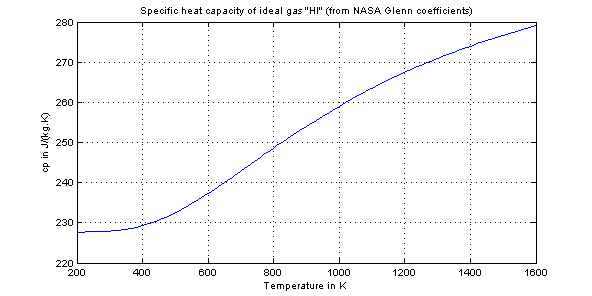 Specific heat capacity of ideal gas "HI" (from NASA Glenn coefficients)
280
270
260
250
240
230
220
cp in J/(kg.K)
200 400 600 800 1000 1200 1400 1600
Temperature in K